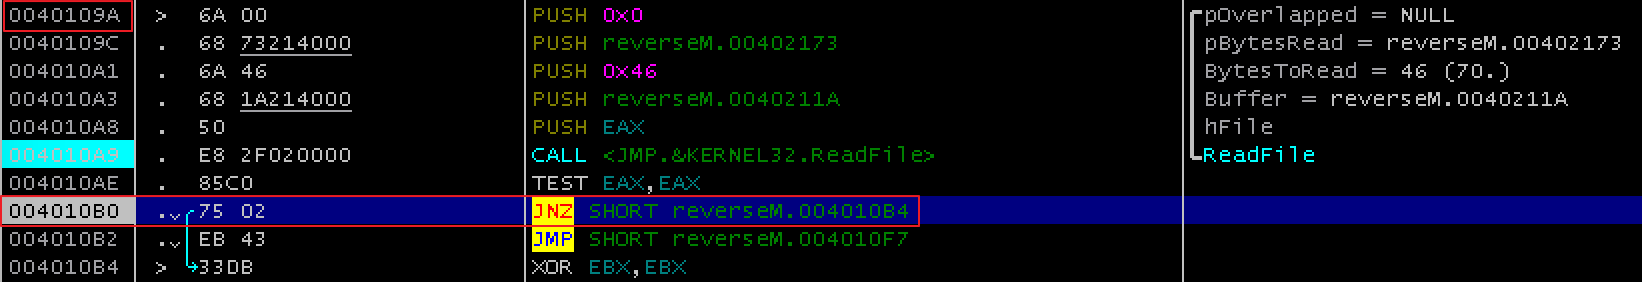 0040109A > 6A 00 PUSH 0x0 pOverlapped = NULL
0040109C . 68 73214000 PUSH reverseM.00402173 pBytesRead = reverseM.00402173
004010A1 . 6A 46 PUSH 0x46 BytesToRead = 46 (70.)
004010A3 . 68 1A214000 PUSH reverseM.0040211A Buffer = reverseM.0040211A
004010A8 . 50 PUSH EAX hFile
004010A9 . E8 2F020000 CALL <JMP.&KERNEL32.ReadFile> ReadFile
004010AE . 85C0 TEST EAX,EAX
004010B0 . 75 02 JNZ SHORT reverseM.004010B4
004010B2 . EB 43 JMP SHORT reverseM.004010F7
004010B4 > 33DB XOR EBX,EBX